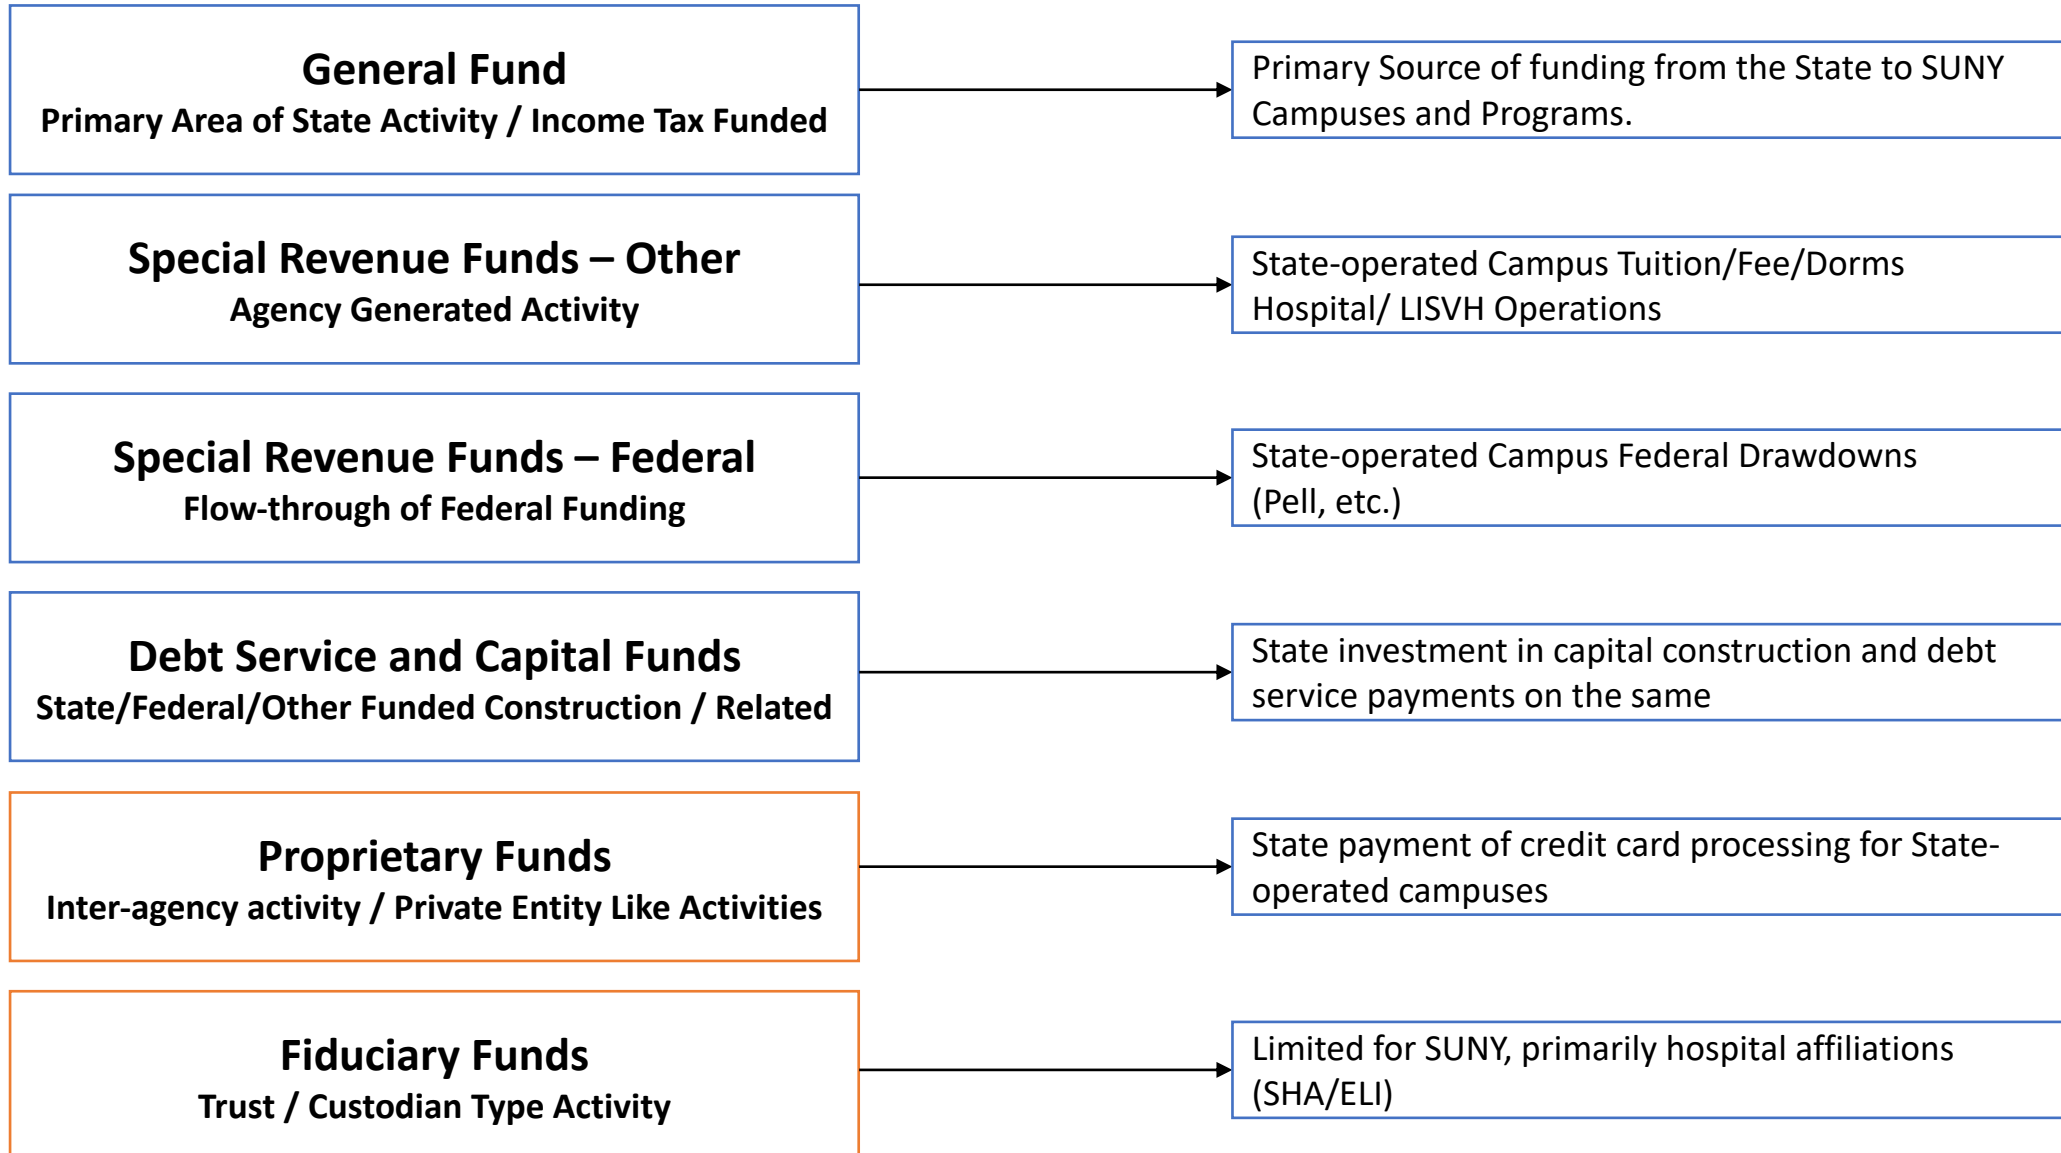 General Fund
Primary Area of State Activity / Income Tax Funded
Primary Source of funding from the State to SUNY
Campuses and Programs.
Special Revenue Funds – Other
Agency Generated Activity
State-operated Campus Tuition/Fee/Dorms
Hospital/ LISVH Operations
Special Revenue Funds – Federal
Flow-through of Federal Funding
State-operated Campus Federal Drawdowns
(Pell, etc.)
Debt Service and Capital Funds
State/Federal/Other Funded Construction / Related
State investment in capital construction and debt
service payments on the same
Proprietary Funds
Inter-agency activity / Private Entity Like Activities
State payment of credit card processing for State-
operated campuses
Fiduciary Funds
Trust / Custodian Type Activity
Limited for SUNY, primarily hospital affiliations
(SHA/ELI)